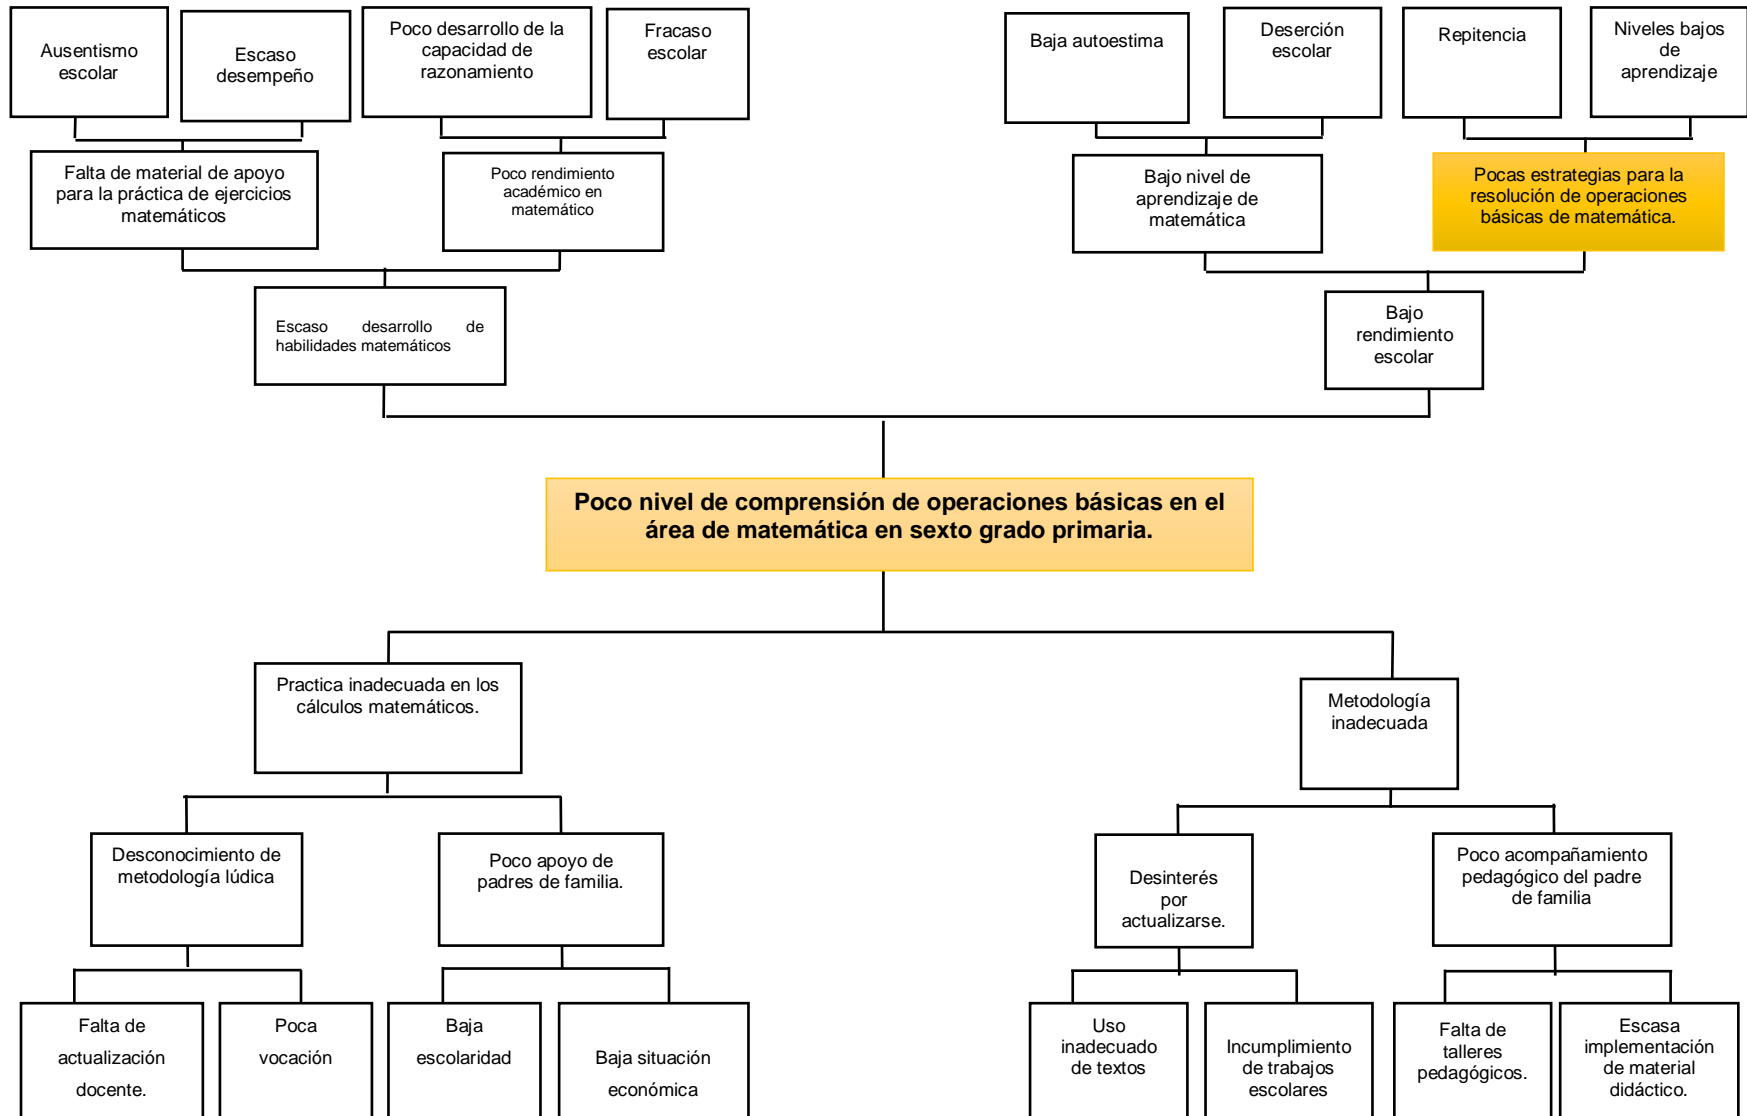 Ausentismo
escolar
Escaso
desempeño
Poco desarrollo de la
capacidad de
razonamiento
Fracaso
escolar
Baja autoestima
Deserción
escolar
Repitencia
Niveles bajos
de
aprendizaje
Falta de material de apoyo
para la práctica de ejercicios
matemáticos
Poco rendimiento
académico en
matemático
Bajo nivel de
aprendizaje de
matemática
Pocas estrategias para la
resolución de operaciones
básicas de matemática.
Escaso desarrollo de
habilidades matemáticos
Bajo
rendimiento
escolar
Poco nivel de comprensión de operaciones básicas en el
área de matemática en sexto grado primaria.
Practica inadecuada en los
cálculos matemáticos.
Metodología
inadecuada
Desconocimiento de
metodología lúdica
Poco apoyo de
padres de familia.
Desinterés
por
actualizarse.
Poco acompañamiento
pedagógico del padre
de familia
Falta de
actualización
docente.
Poca
vocación
Baja
escolaridad
Baja situación
económica
Uso
inadecuado
de textos
Incumplimiento
de trabajos
escolares
Falta de
talleres
pedagógicos.
Escasa
implementación
de material
didáctico.